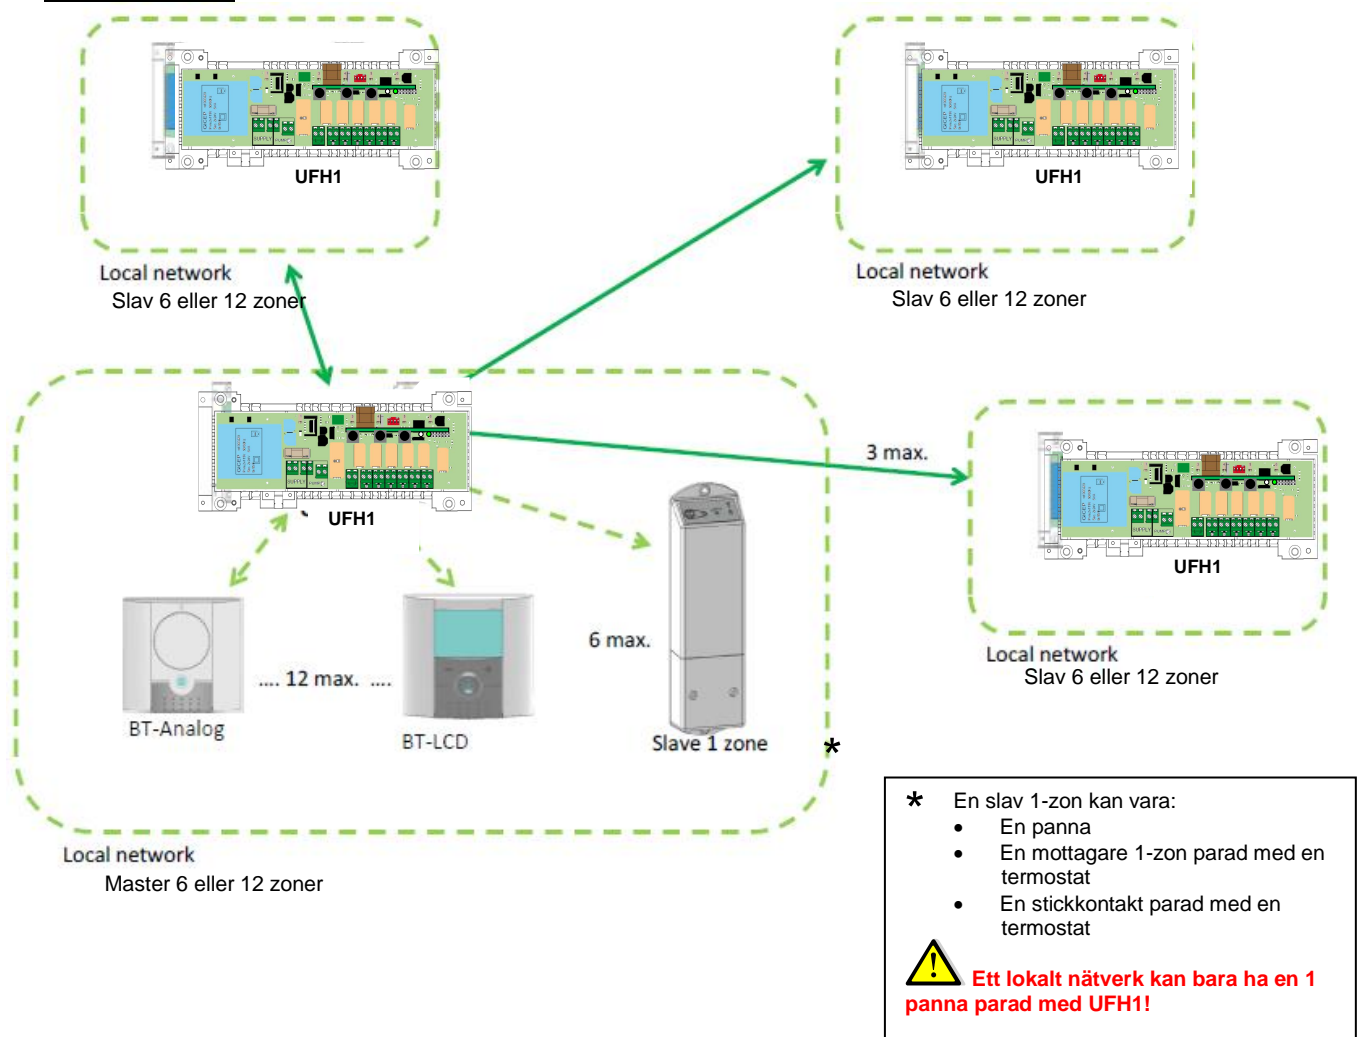 UFH1
UFH1
Local network
Slav 6 eller 12 zoner
Local network
Slav 6 eller 12 zoner
UFH1
3 max.
UFH1
Local network
Slav 6 eller 12 zoner
BT-Analog
.... 12 max. ....
BT-LCD
6 max.
Slave 1 zone
*
Local network
Master 6 eller 12 zoner
* En slav 1-zon kan vara:
• En panna
• En mottagare 1-zon parad med en
termostat
• En stickkontakt parad med en
termostat
Ett lokalt nätverk kan bara ha en 1
panna parad med UFH1!